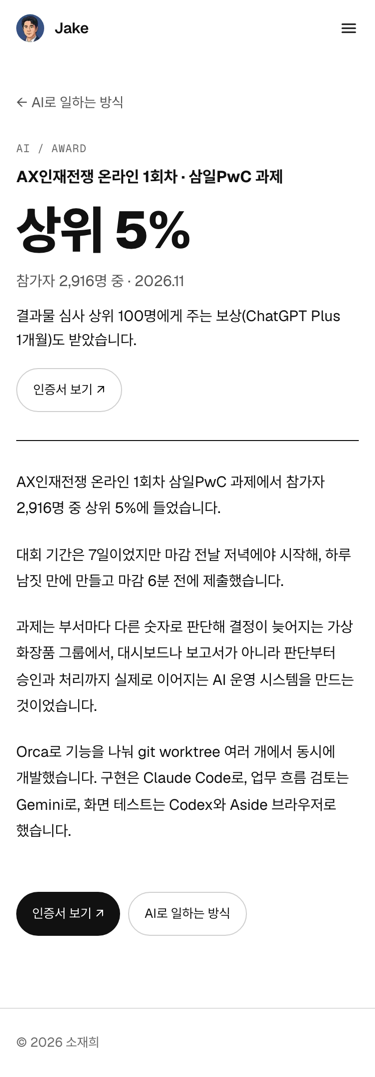 Jake
← AI로 일하는 방식
AI / AWARD
AX인재전쟁 온라인 1회차 · 삼일PwC 과제
상위 5%
참가자 2,916명 중 · 2026.11
결과물 심사 상위 100명에게 주는 보상(ChatGPT Plus
1개월)도 받았습니다.
인증서 보기 ↗
AX인재전쟁 온라인 1회차 삼일PwC 과제에서 참가자
2,916명 중 상위 5%에 들었습니다.
대회 기간은 7일이었지만 마감 전날 저녁에야 시작해, 하루
남짓 만에 만들고 마감 6분 전에 제출했습니다.
과제는 부서마다 다른 숫자로 판단해 결정이 늦어지는 가상
화장품 그룹에서, 대시보드나 보고서가 아니라 판단부터
승인과 처리까지 실제로 이어지는 AI 운영 시스템을 만드는
것이었습니다.
Orca로 기능을 나눠 git worktree 여러 개에서 동시에
개발했습니다. 구현은 Claude Code로, 업무 흐름 검토는
Gemini로, 화면 테스트는 Codex와 Aside 브라우저로
했습니다.
인증서 보기 ↗
AI로 일하는 방식
© 2026 소재희